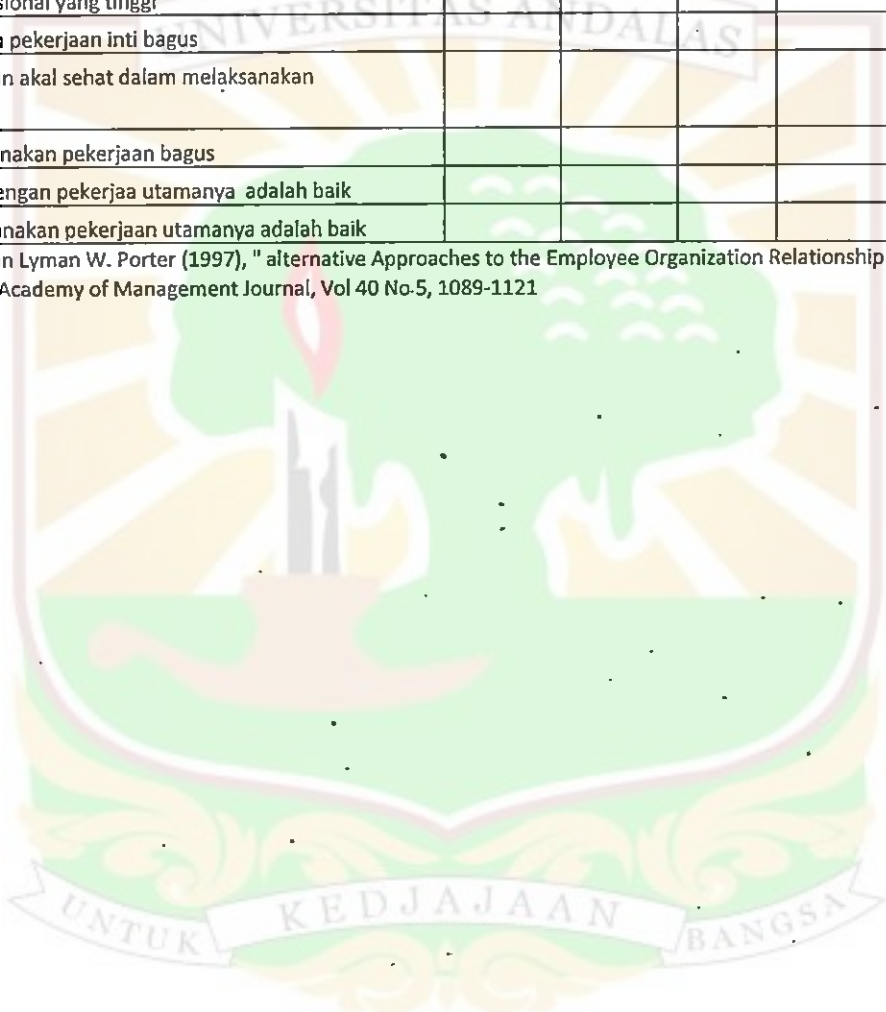 sional yang tinggi
UNIVERSITAS ANDALAS
pekerjaan inti bagus
n akal sehat dalam melaksanakan
nakan pekerjaan bagus
engan pekerjaa utamanya adalah baik
nakan pekerjaan utamanya adalah baik
n Lyman W. Porter (1997), " alternative Approaches to the Employee Organization Relationship
Academy of Management Journal, Vol 40 No.5, 1089-1121
UNTUK KEDJAJAAN BANGSA